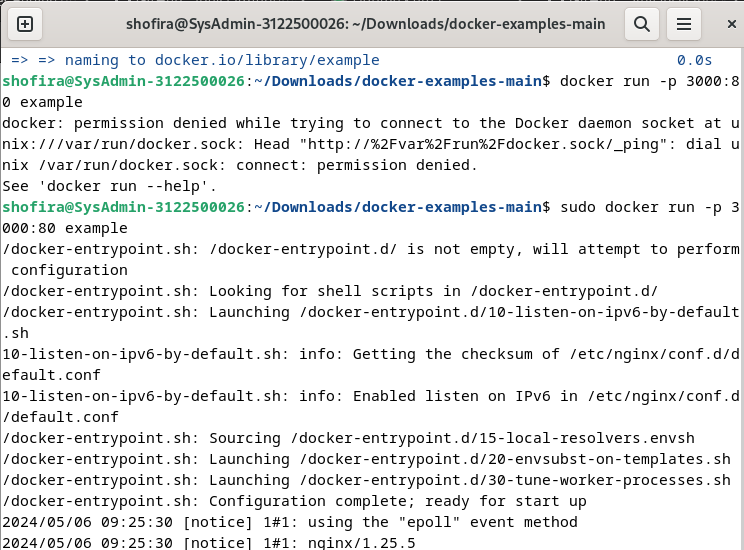 shofira@SysAdmin-3122500026: ~/Downloads/docker-examples-main
=> => naming to docker.io/library/example 0.0s
shofira@SysAdmin-3122500026:~/Downloads/docker-examples-main$ docker run -p 3000:8
0 example
docker: permission denied while trying to connect to the Docker daemon socket at u
nix:///var/run/docker.sock: Head "http://%2Fvar%2Frun%2Fdocker.sock/_ping": dial u
nix /var/run/docker.sock: connect: permission denied.
See 'docker run --help'.
shofira@SysAdmin-3122500026:~/Downloads/docker-examples-main$ sudo docker run -p 3
000:80 example
/docker-entrypoint.sh: /docker-entrypoint.d/ is not empty, will attempt to perform
configuration
/docker-entrypoint.sh: Looking for shell scripts in /docker-entrypoint.d/
/docker-entrypoint.sh: Launching /docker-entrypoint.d/10-listen-on-ipv6-by-default
.sh
10-listen-on-ipv6-by-default.sh: info: Getting the checksum of /etc/nginx/conf.d/d
efault.conf
10-listen-on-ipv6-by-default.sh: info: Enabled listen on IPv6 in /etc/nginx/conf.d
/default.conf
/docker-entrypoint.sh: Sourcing /docker-entrypoint.d/15-local-resolvers.envsh
/docker-entrypoint.sh: Launching /docker-entrypoint.d/20-envsubst-on-templates.sh
/docker-entrypoint.sh: Launching /docker-entrypoint.d/30-tune-worker-processes.sh
/docker-entrypoint.sh: Configuration complete; ready for start up
2024/05/06 09:25:30 [notice] 1#1: using the "epoll" event method
2024/05/06 09:25:30 [notice] 1#1: nginx/1.25.5